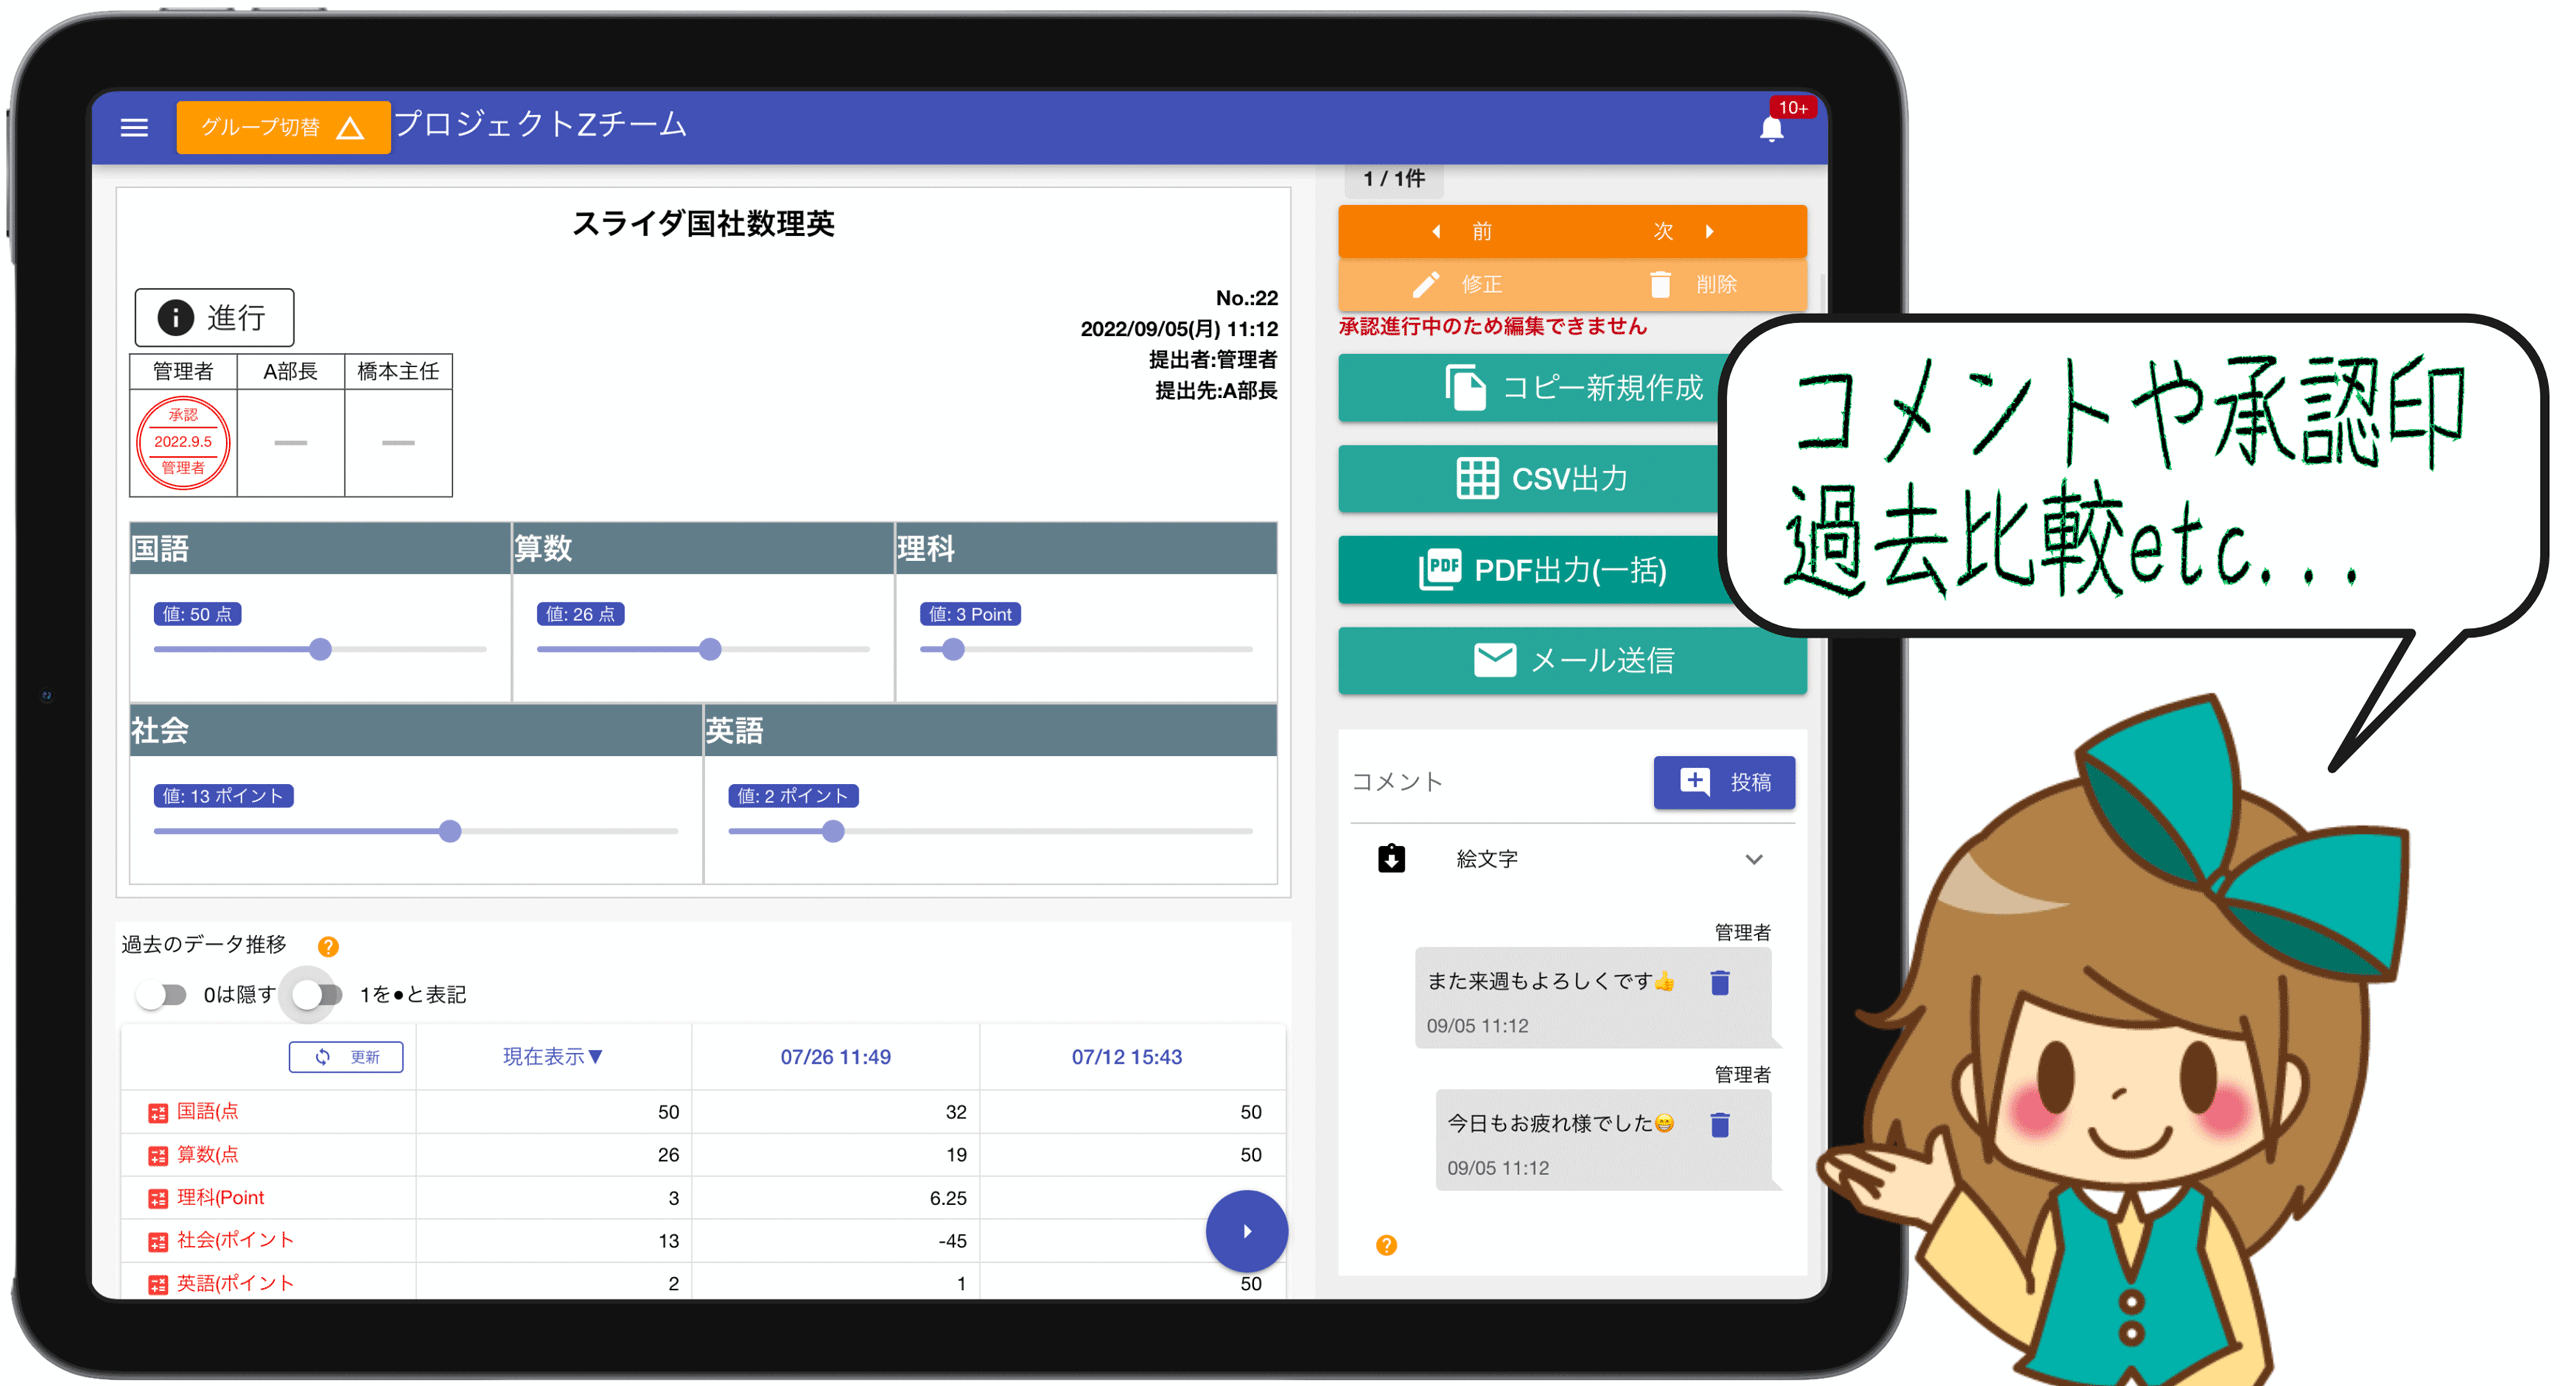 グループ切替 プロジェクトZチーム 10+
スライダ国社数理英
進行
No.:22
2022/09/05(月) 11:12
提出者:管理者
提出先:A部長
管理者 A部長 橋本主任
承認
2022.9.5
管理者
国語 算数 理科
値: 50 点 値: 26 点 値: 3 Point
社会 英語
値: 13 ポイント 値: 2 ポイント
過去のデータ推移 ?
0は隠す 1を●と表記
更新 現在表示▼ 07/26 11:49 07/12 15:43
国語(点 50 32 50
算数(点 26 19 50
理科(Point 3 6.25
社会(ポイント 13 -45
英語(ポイント 2 1 50
1 / 1件
前 次
修正 削除
承認進行中のため編集できません
コピー新規作成
CSV出力
PDF出力(一括)
メール送信
コメント 投稿
絵文字
管理者
また来週もよろしくです👍
09/05 11:12
管理者
今日もお疲れ様でした😁
09/05 11:12
?
コメントや承認印
過去比較etc...